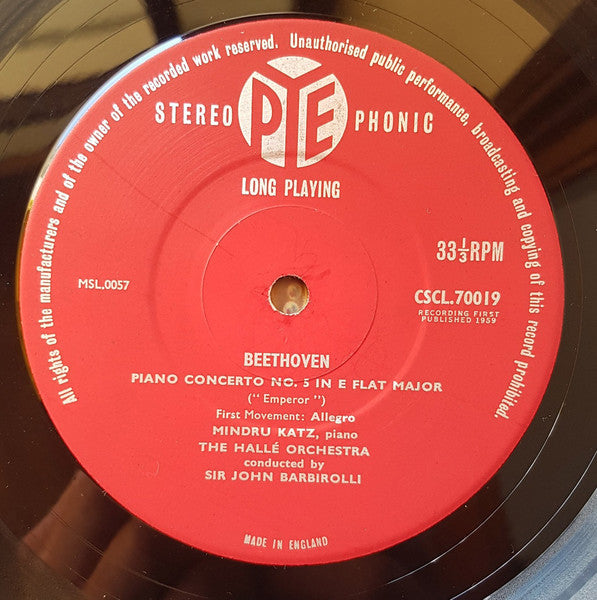 All rights of the manufacturers and of the owner of the recorded work reserved. Unauthorised public performance, broadcasting and copying of this record prohibited.
STEREO PYE PHONIC
LONG PLAYING
33⅓RPM
MSL.0057
CSCL.70019
RECORDING FIRST
PUBLISHED 1959
BEETHOVEN
PIANO CONCERTO NO. 5 IN E FLAT MAJOR
(" Emperor ")
First Movement: Allegro
MINDRU KATZ, piano
THE HALLÉ ORCHESTRA
conducted by
SIR JOHN BARBIROLLI
MADE IN ENGLAND